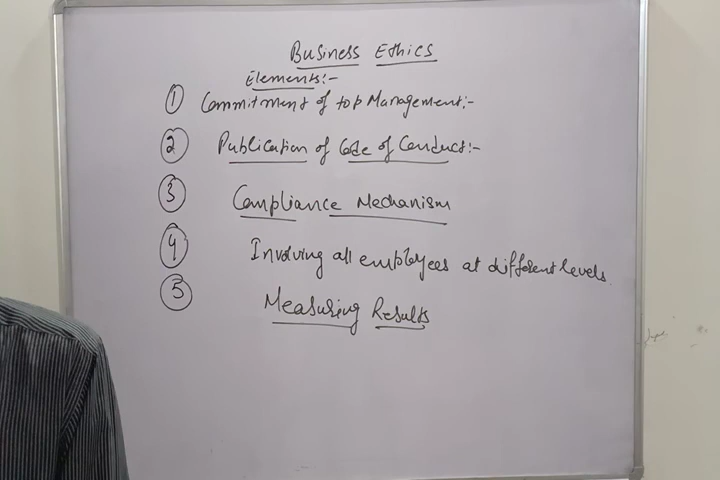 Business Ethics
Elements:-
1 Commitment of top Management:-
2 Publication of Code of Conduct:-
3 Compliance Mechanism
4 Involving all employees at different levels
5 Measuring Results